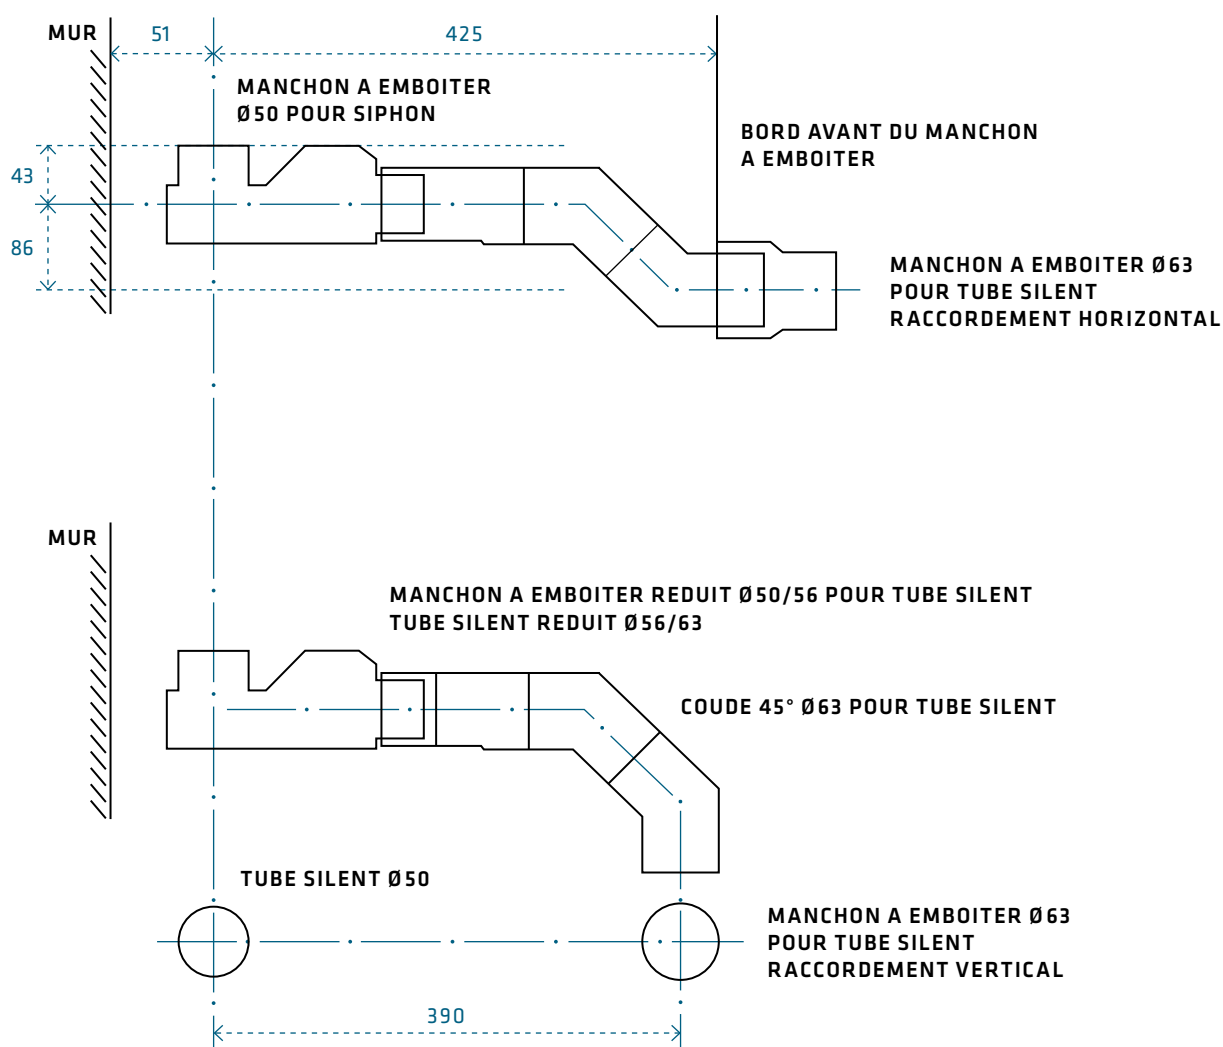 MUR
51
425
MANCHON A EMBOITER
Ø50 POUR SIPHON
BORD AVANT DU MANCHON
A EMBOITER
43
86
MANCHON A EMBOITER Ø63
POUR TUBE SILENT
RACCORDEMENT HORIZONTAL
MUR
MANCHON A EMBOITER REDUIT Ø50/56 POUR TUBE SILENT
TUBE SILENT REDUIT Ø56/63
COUDE 45° Ø63 POUR TUBE SILENT
TUBE SILENT Ø50
MANCHON A EMBOITER Ø63
POUR TUBE SILENT
RACCORDEMENT VERTICAL
390